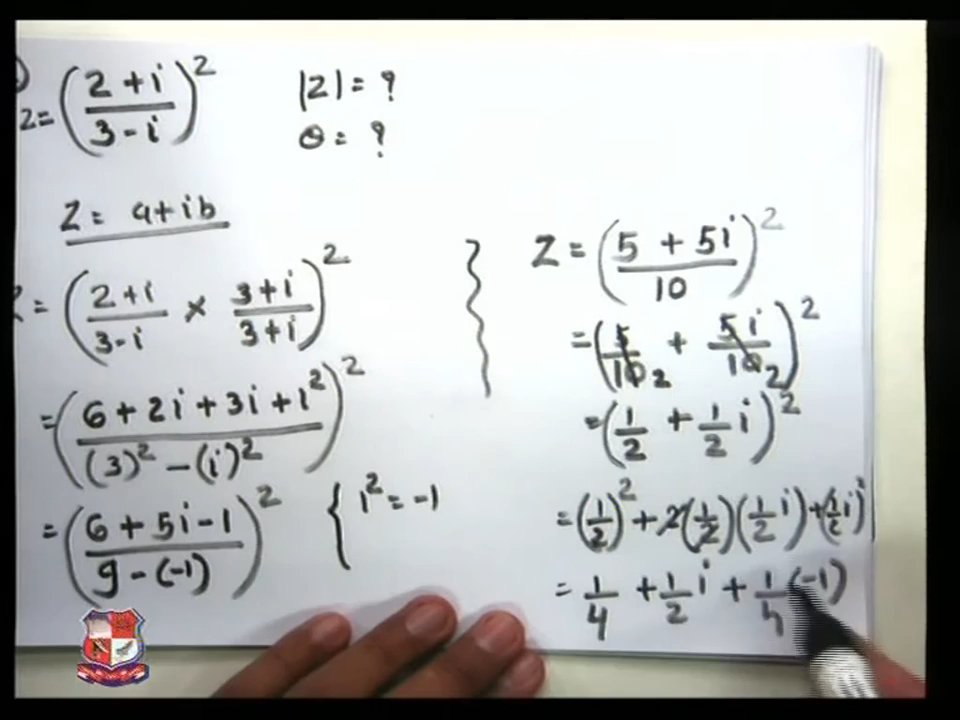 z = ((2 + i)/(3 - i))^2
|z| = ?
θ = ?
z = a + ib
z = ((2 + i)/(3 - i) × (3 + i)/(3 + i))^2
= ((6 + 2i + 3i + i^2)/((3)^2 - (i)^2))^2
= ((6 + 5i - 1)/(9 - (-1)))^2
{ i^2 = -1
z = ((5 + 5i)/10)^2
= (5/10 2 + 5i/10 2)^2
= (1/2 + 1/2 i)^2
= (1/2)^2 + 2(1/2)(1/2 i) + (1/2 i)^2
= 1/4 + 1/2 i + 1/4 (-1)